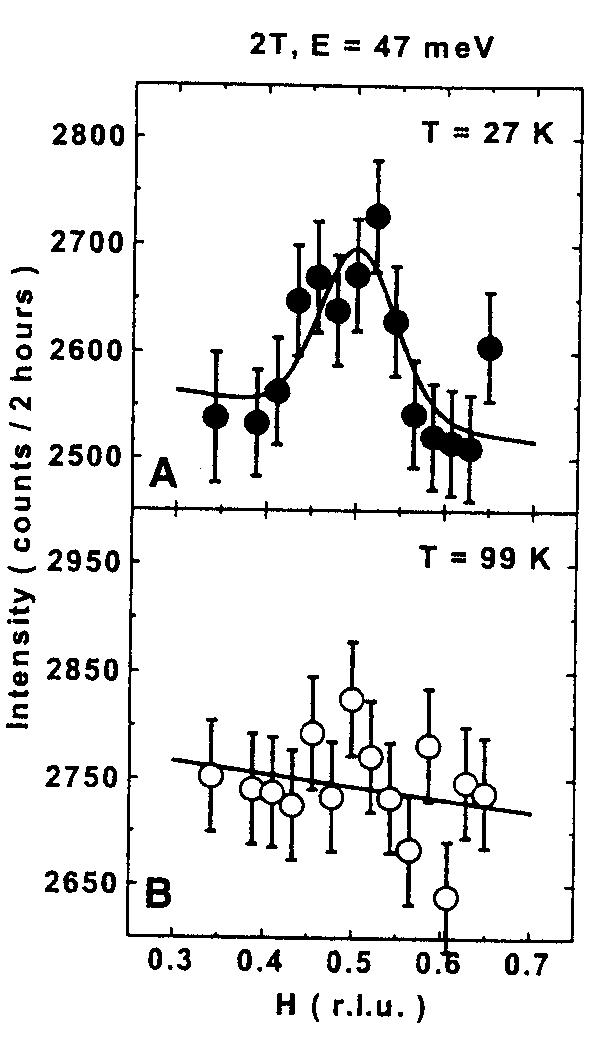 2T, E = 47 meV
T = 27 K
2800
2700
2600
2500
A
T = 99 K
2950
2850
2750
2650
B
0.3 0.4 0.5 0.6 0.7
H ( r.l.u. )
Intensity ( counts / 2 hours )